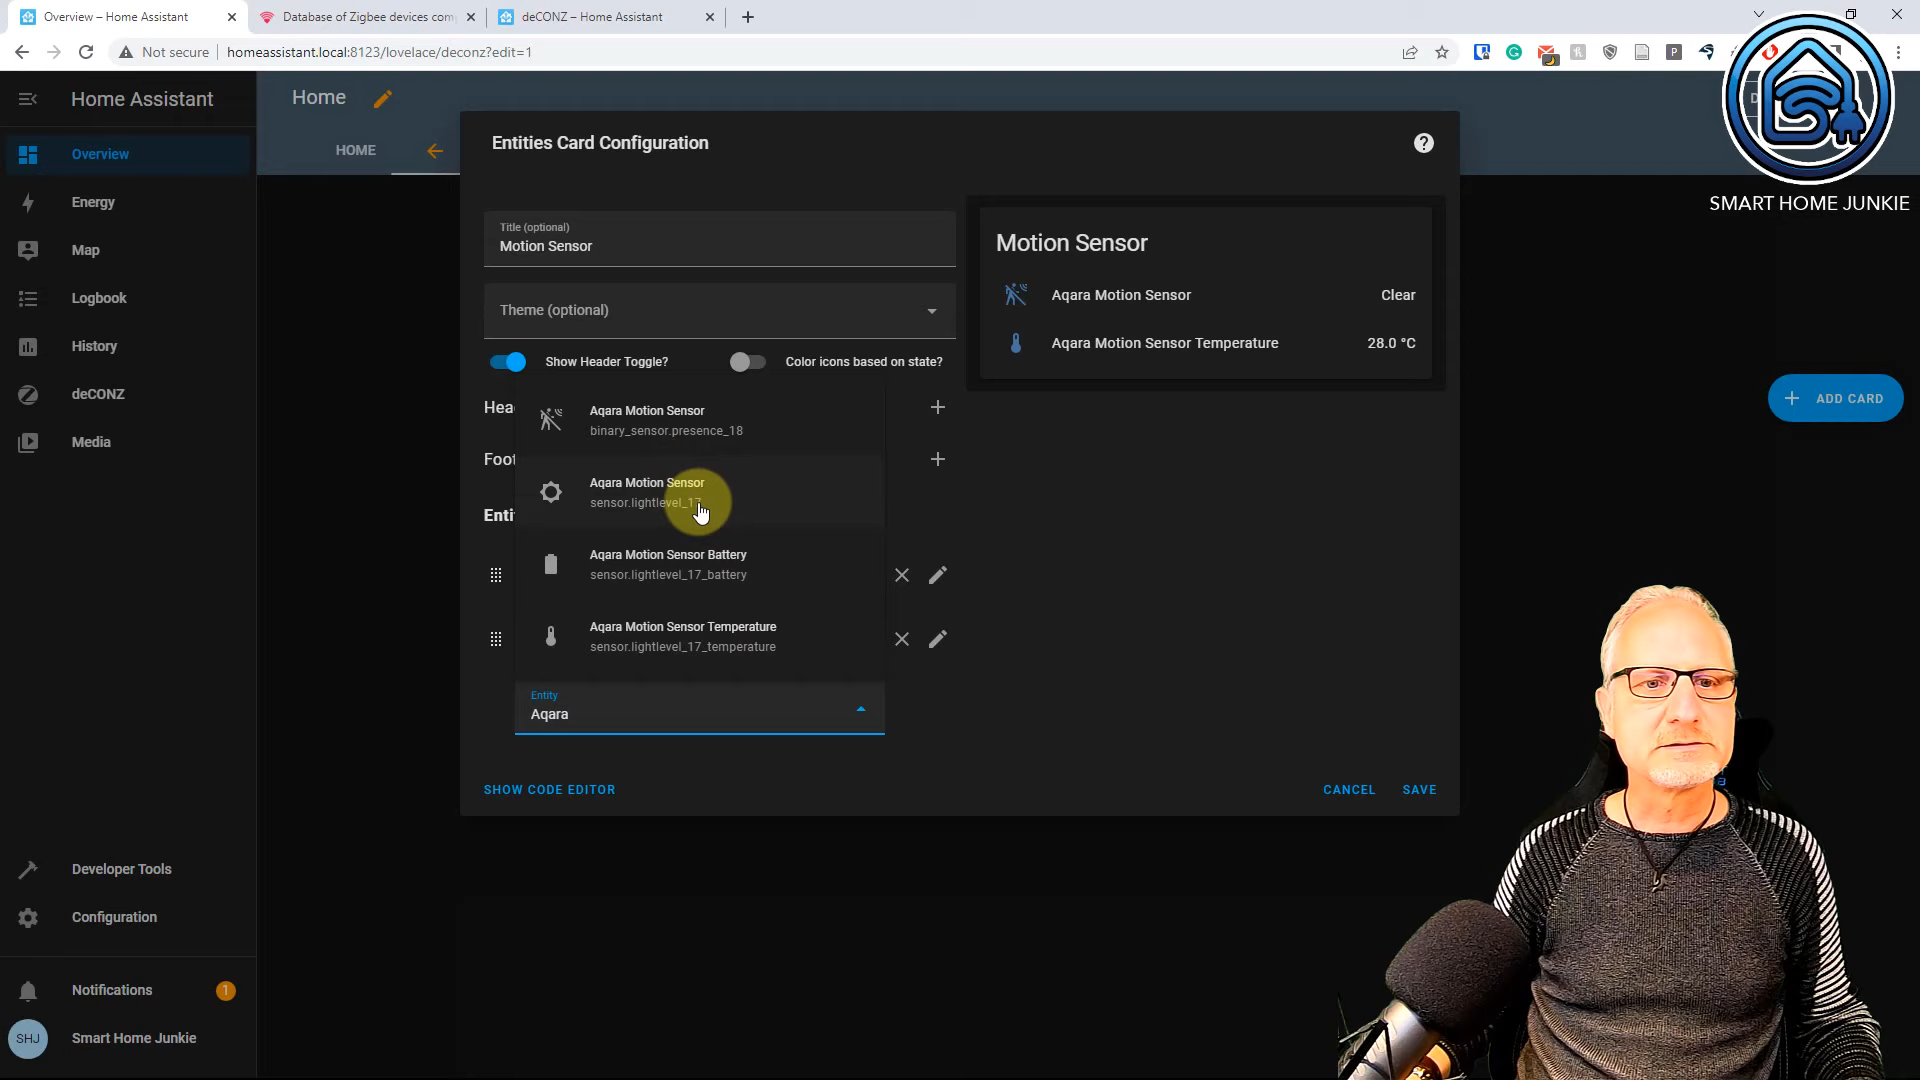 Overview – Home Assistant
Database of Zigbee devices com
deCONZ – Home Assistant
Not secure
homeassistant.local:8123/lovelace/deconz?edit=1
Home Assistant
Home
HOME
Overview
Energy
Map
Logbook
History
deCONZ
Media
Developer Tools
Configuration
Notifications
1
SHJ
Smart Home Junkie
Entities Card Configuration
Title (optional)
Motion Sensor
Theme (optional)
Show Header Toggle?
Color icons based on state?
Hea
Foot
Enti
Aqara Motion Sensor
binary_sensor.presence_18
Aqara Motion Sensor
sensor.lightlevel_17
Aqara Motion Sensor Battery
sensor.lightlevel_17_battery
Aqara Motion Sensor Temperature
sensor.lightlevel_17_temperature
Entity
Aqara
SHOW CODE EDITOR
CANCEL
SAVE
Motion Sensor
Aqara Motion Sensor
Clear
Aqara Motion Sensor Temperature
28.0 °C
ADD CARD
SMART HOME JUNKIE